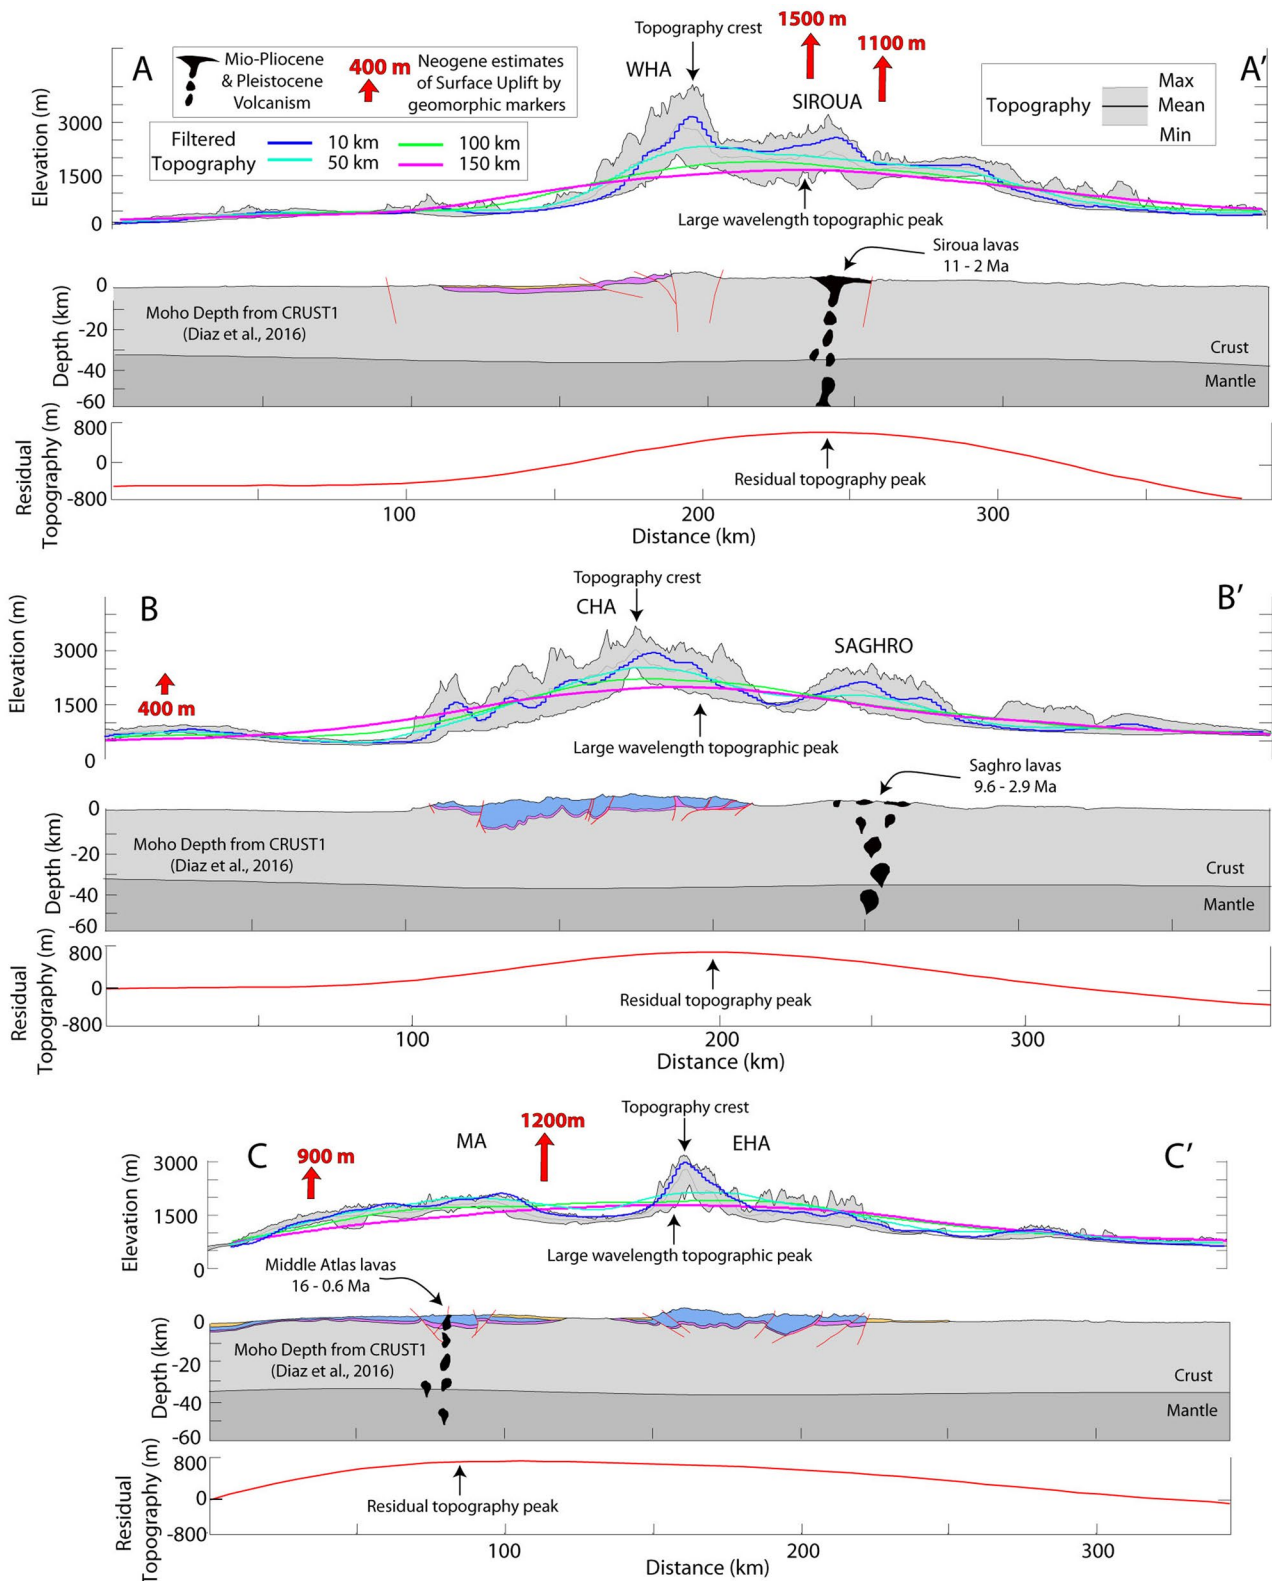 Topography crest
1500 m
1100 m
A
Mio-Pliocene
& Pleistocene
Volcanism
400 m
Neogene estimates
of Surface Uplift by
geomorphic markers
WHA
SIROUA
Topography
Max
Mean
Min
A'
Filtered
Topography
10 km
50 km
100 km
150 km
Elevation (m)
3000
1500
0
Large wavelength topographic peak
Siroua lavas
11 - 2 Ma
Depth (km)
0
-20
-40
-60
Moho Depth from CRUST1
(Diaz et al., 2016)
Crust
Mantle
Residual
Topography (m)
800
0
-800
Residual topography peak
100
200
300
Distance (km)
Topography crest
B
CHA
SAGHRO
B'
Elevation (m)
3000
1500
0
400 m
Large wavelength topographic peak
Saghro lavas
9.6 - 2.9 Ma
Depth (km)
0
-20
-40
-60
Moho Depth from CRUST1
(Diaz et al., 2016)
Crust
Mantle
Residual
Topography (m)
800
0
-800
Residual topography peak
100
200
300
Distance (km)
Topography crest
1200m
C
900 m
MA
EHA
C'
Elevation (m)
3000
1500
0
Large wavelength topographic peak
Middle Atlas lavas
16 - 0.6 Ma
Depth (km)
0
-20
-40
-60
Moho Depth from CRUST1
(Diaz et al., 2016)
Crust
Mantle
Residual
Topography (m)
800
0
-800
Residual topography peak
100
200
300
Distance (km)